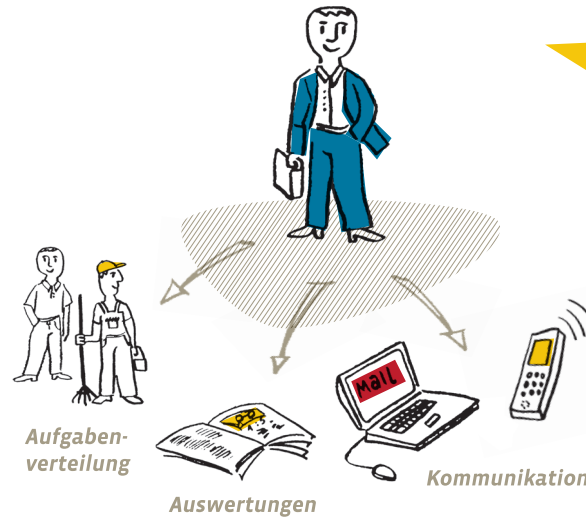 MAIL
Aufgaben-
verteilung
Kommunikation
Auswertungen